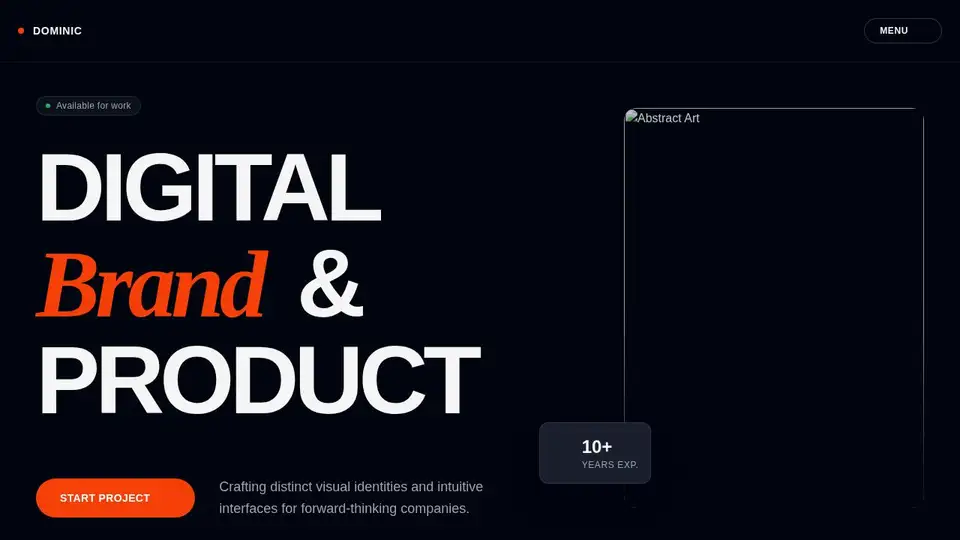 DOMINIC
MENU
Available for work
Abstract Art
DIGITAL
Brand &
PRODUCT
10+
YEARS EXP.
START PROJECT
Crafting distinct visual identities and intuitive
interfaces for forward-thinking companies.